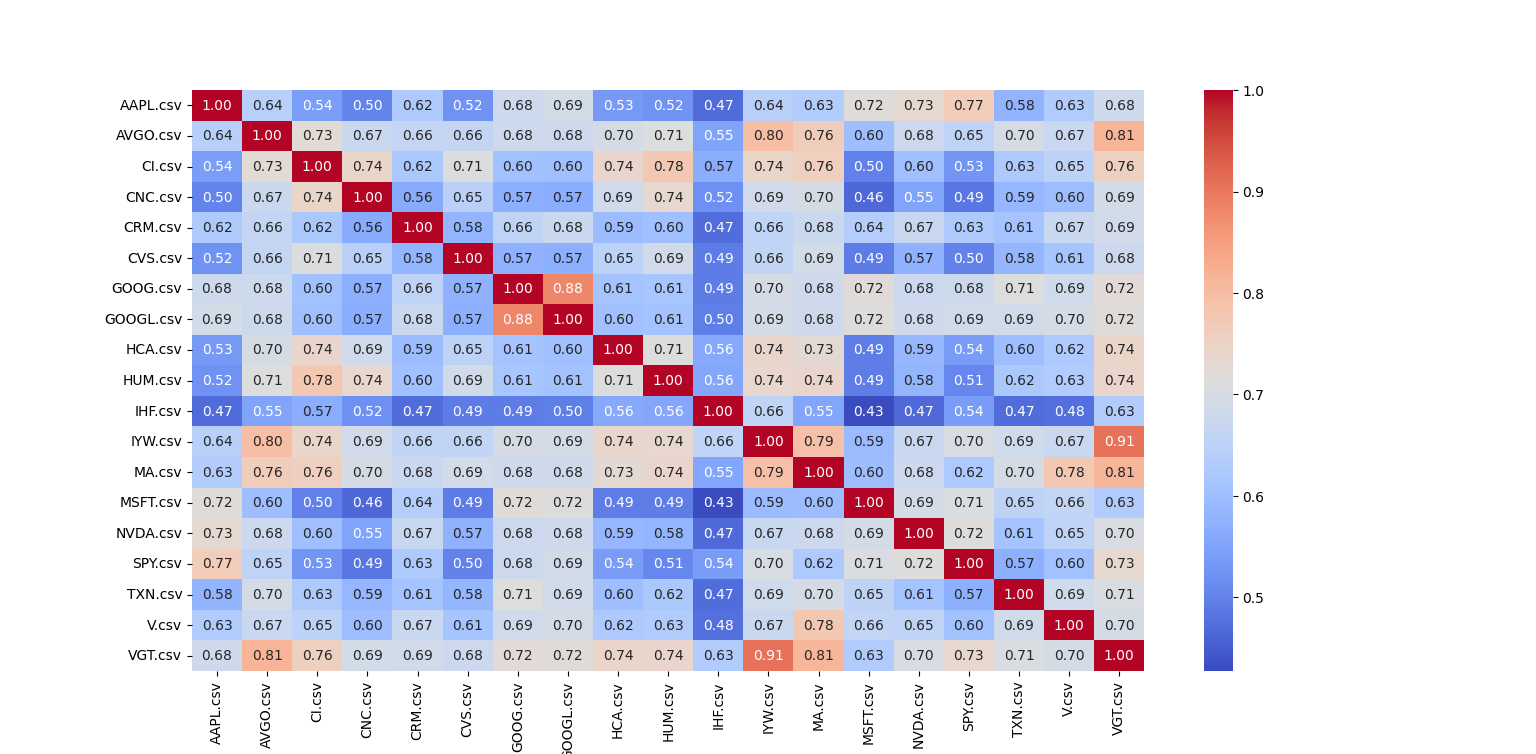 AAPL.csv 1.00 0.64 0.54 0.50 0.62 0.52 0.68 0.69 0.53 0.52 0.47 0.64 0.63 0.72 0.73 0.77 0.58 0.63 0.68 1.0
AVGO.csv 0.64 1.00 0.73 0.67 0.66 0.66 0.68 0.68 0.70 0.71 0.55 0.80 0.76 0.60 0.68 0.65 0.70 0.67 0.81
CI.csv 0.54 0.73 1.00 0.74 0.62 0.71 0.60 0.60 0.74 0.78 0.57 0.74 0.76 0.50 0.60 0.53 0.63 0.65 0.76
CNC.csv 0.50 0.67 0.74 1.00 0.56 0.65 0.57 0.57 0.69 0.74 0.52 0.69 0.70 0.46 0.55 0.49 0.59 0.60 0.69 0.9
CRM.csv 0.62 0.66 0.62 0.56 1.00 0.58 0.66 0.68 0.59 0.60 0.47 0.66 0.68 0.64 0.67 0.63 0.61 0.67 0.69
CVS.csv 0.52 0.66 0.71 0.65 0.58 1.00 0.57 0.57 0.65 0.69 0.49 0.66 0.69 0.49 0.57 0.50 0.58 0.61 0.68
GOOG.csv 0.68 0.68 0.60 0.57 0.66 0.57 1.00 0.88 0.61 0.61 0.49 0.70 0.68 0.72 0.68 0.68 0.71 0.69 0.72 0.8
GOOGL.csv 0.69 0.68 0.60 0.57 0.68 0.57 0.88 1.00 0.60 0.61 0.50 0.69 0.68 0.72 0.68 0.69 0.69 0.70 0.72
HCA.csv 0.53 0.70 0.74 0.69 0.59 0.65 0.61 0.60 1.00 0.71 0.56 0.74 0.73 0.49 0.59 0.54 0.60 0.62 0.74
HUM.csv 0.52 0.71 0.78 0.74 0.60 0.69 0.61 0.61 0.71 1.00 0.56 0.74 0.74 0.49 0.58 0.51 0.62 0.63 0.74 0.7
IHF.csv 0.47 0.55 0.57 0.52 0.47 0.49 0.49 0.50 0.56 0.56 1.00 0.66 0.55 0.43 0.47 0.54 0.47 0.48 0.63
IYW.csv 0.64 0.80 0.74 0.69 0.66 0.66 0.70 0.69 0.74 0.74 0.66 1.00 0.79 0.59 0.67 0.70 0.69 0.67 0.91
MA.csv 0.63 0.76 0.76 0.70 0.68 0.69 0.68 0.68 0.73 0.74 0.55 0.79 1.00 0.60 0.68 0.62 0.70 0.78 0.81
MSFT.csv 0.72 0.60 0.50 0.46 0.64 0.49 0.72 0.72 0.49 0.49 0.43 0.59 0.60 1.00 0.69 0.71 0.65 0.66 0.63 0.6
NVDA.csv 0.73 0.68 0.60 0.55 0.67 0.57 0.68 0.68 0.59 0.58 0.47 0.67 0.68 0.69 1.00 0.72 0.61 0.65 0.70
SPY.csv 0.77 0.65 0.53 0.49 0.63 0.50 0.68 0.69 0.54 0.51 0.54 0.70 0.62 0.71 0.72 1.00 0.57 0.60 0.73
TXN.csv 0.58 0.70 0.63 0.59 0.61 0.58 0.71 0.69 0.60 0.62 0.47 0.69 0.70 0.65 0.61 0.57 1.00 0.69 0.71 0.5
V.csv 0.63 0.67 0.65 0.60 0.67 0.61 0.69 0.70 0.62 0.63 0.48 0.67 0.78 0.66 0.65 0.60 0.69 1.00 0.70
VGT.csv 0.68 0.81 0.76 0.69 0.69 0.68 0.72 0.72 0.74 0.74 0.63 0.91 0.81 0.63 0.70 0.73 0.71 0.70 1.00
AAPL.csv
AVGO.csv
CI.csv
CNC.csv
CRM.csv
CVS.csv
GOOG.csv
OOGL.csv
HCA.csv
HUM.csv
IHF.csv
IYW.csv
MA.csv
MSFT.csv
NVDA.csv
SPY.csv
TXN.csv
V.csv
VGT.csv